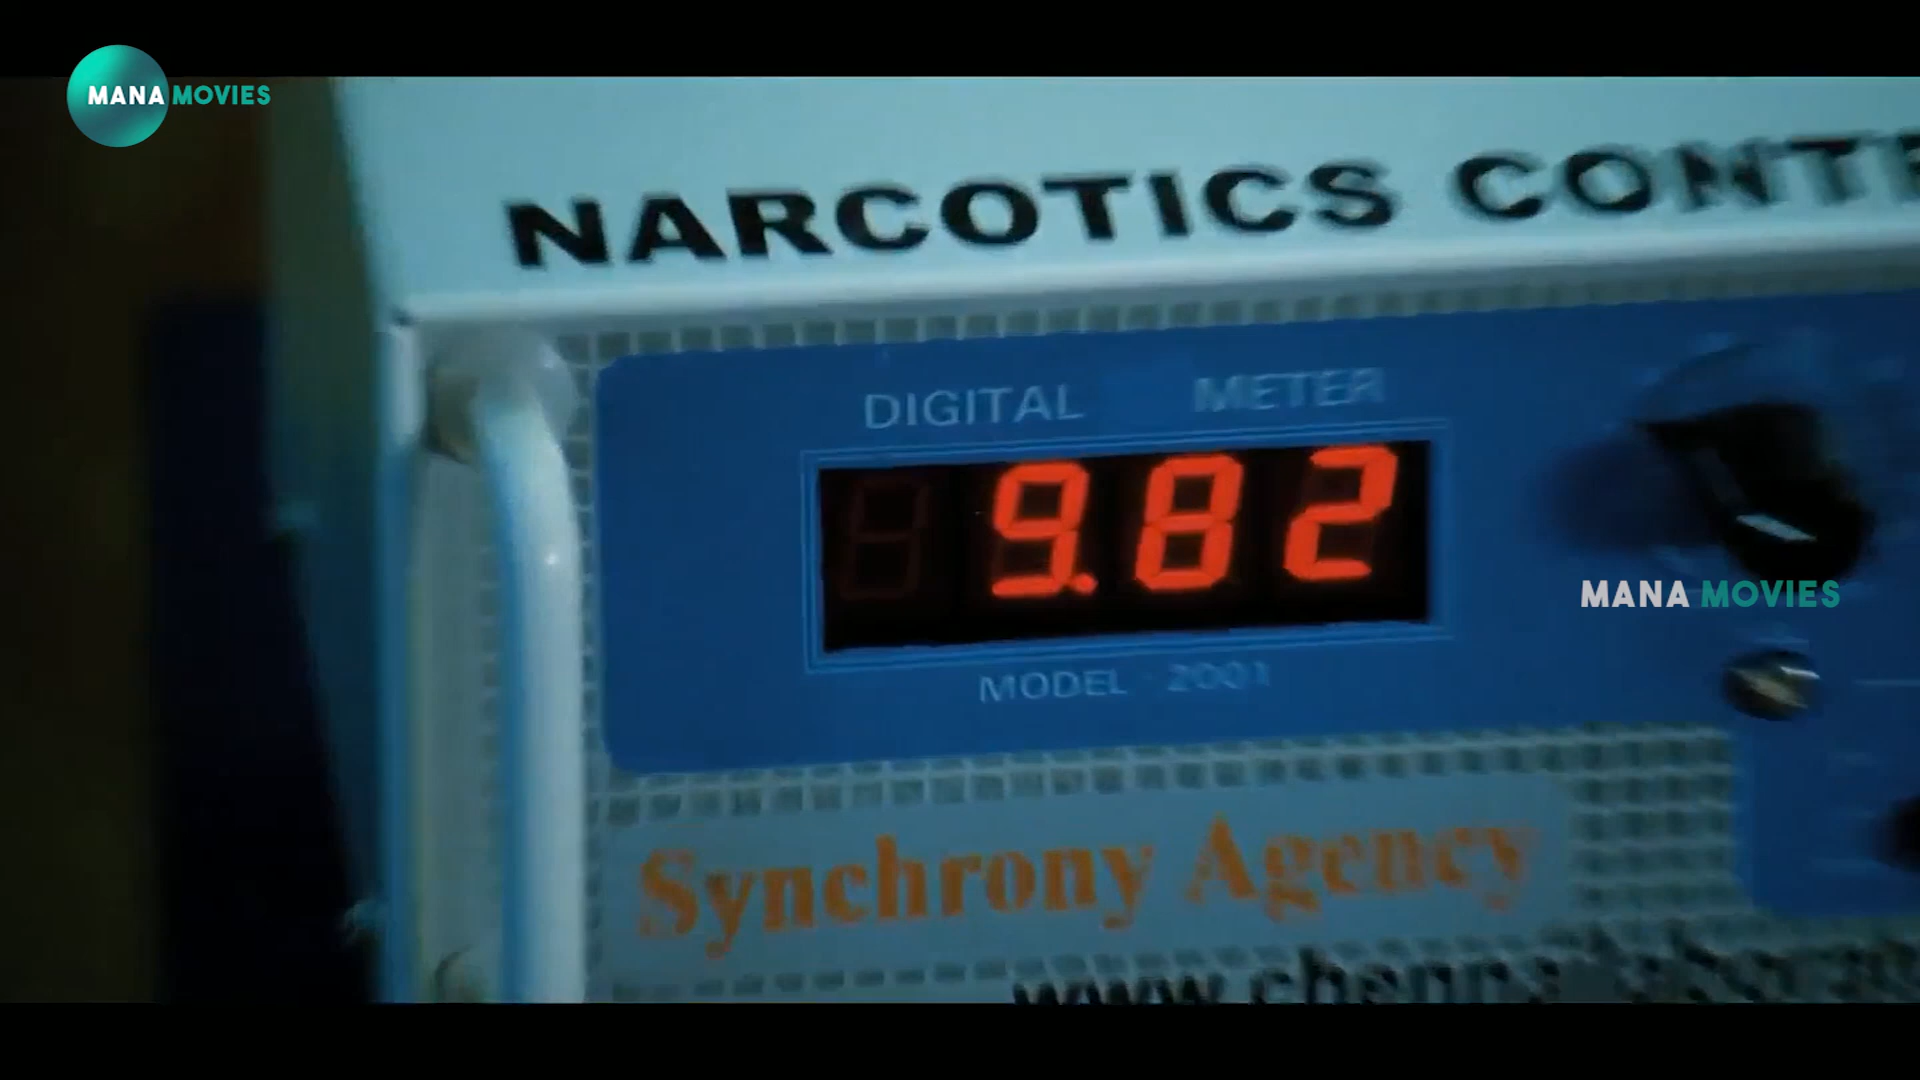 MANA MOVIES
NARCOTICS CONT
DIGITAL METER
9.82
MANA MOVIES
MODEL - 2001
Synchrony Agency